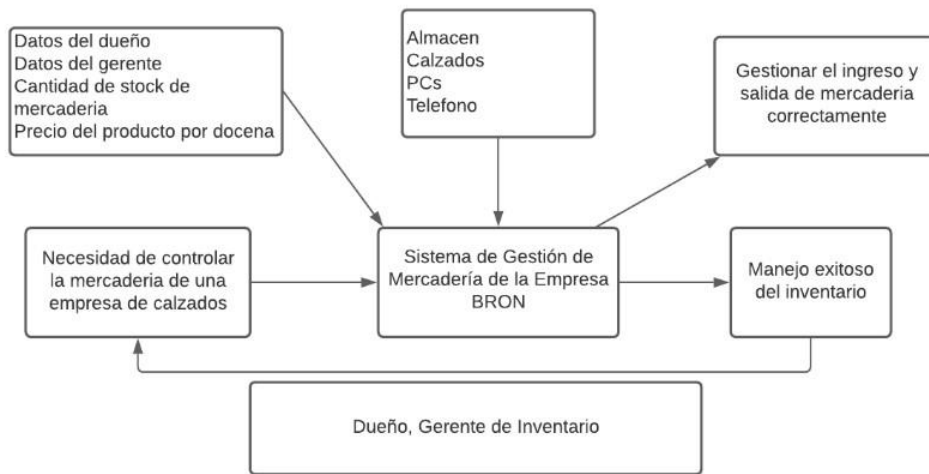 Datos del dueño
Datos del gerente
Cantidad de stock de
mercaderia
Precio del producto por docena
Almacen
Calzados
PCs
Telefono
Gestionar el ingreso y
salida de mercaderia
correctamente
Necesidad de controlar
la mercaderia de una
empresa de calzados
Sistema de Gestión de
Mercadería de la Empresa
BRON
Manejo exitoso
del inventario
Dueño, Gerente de Inventario